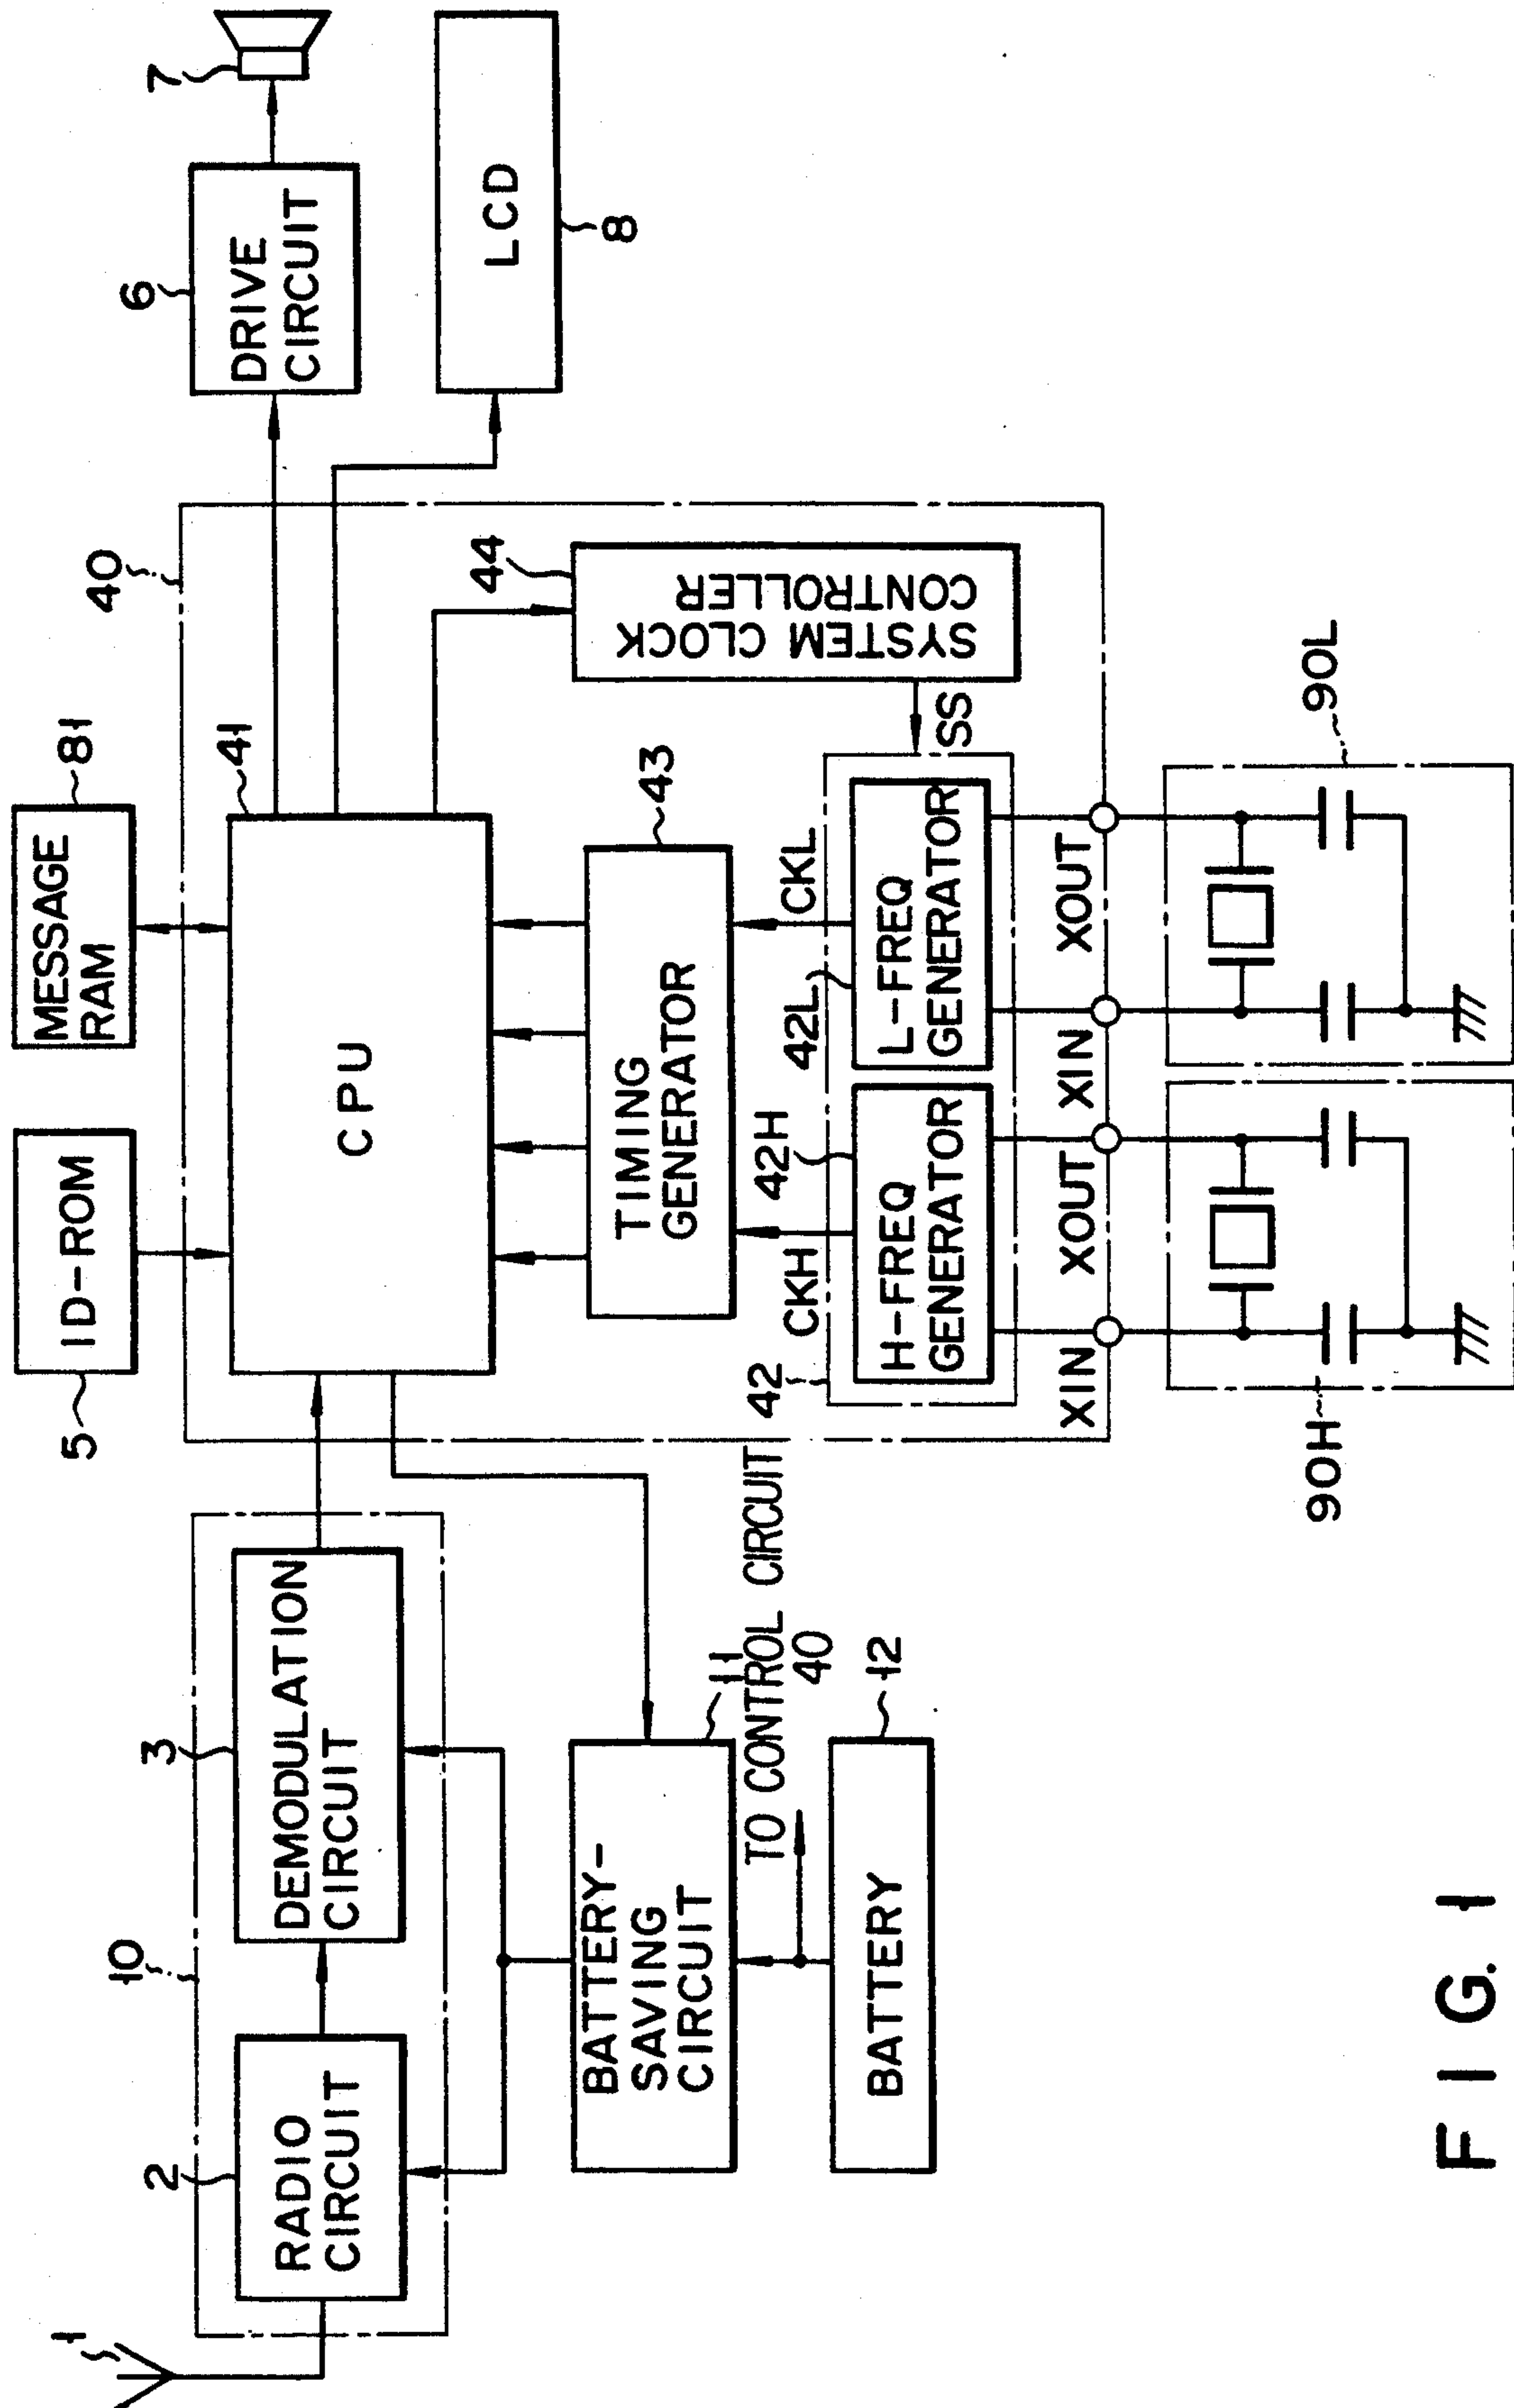 1
10
2
RADIO
CIRCUIT
3
DEMODULATION
CIRCUIT
BATTERY-
SAVING
CIRCUIT
11
TO CONTROL CIRCUIT
40
BATTERY
12
5
ID-ROM
MESSAGE
RAM
81
40
41
CPU
TIMING
GENERATOR
43
44
SYSTEM CLOCK
CONTROLLER
SS
CKH
42H
42L
CKL
42
H-FREQ
GENERATOR
L-FREQ
GENERATOR
XIN
XOUT
XIN
XOUT
90H
90L
6
DRIVE
CIRCUIT
7
LCD
8
FIG. 1